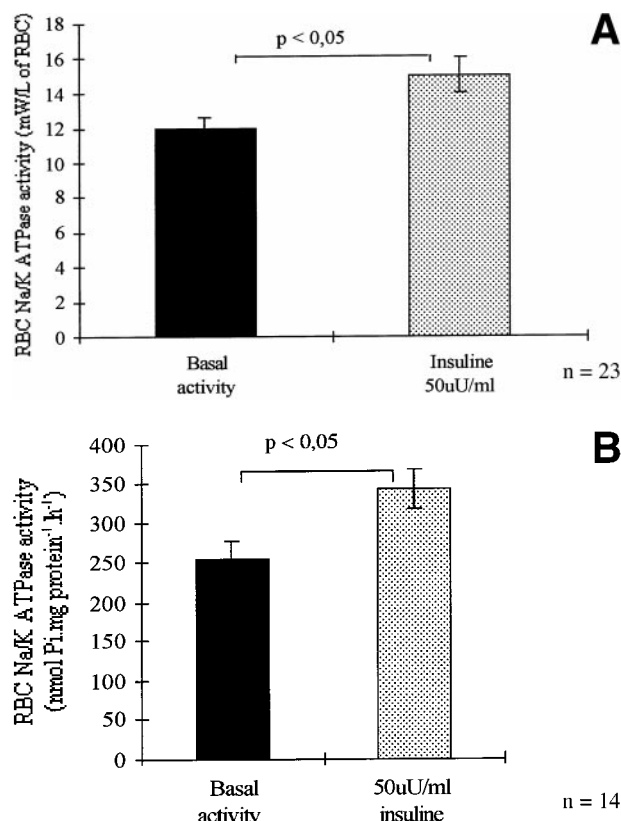 A
p < 0,05
RBC Na/K ATPase activity (mW/L of RBC)
18
16
14
12
10
8
6
4
2
0
Basal
activity
Insuline
50uU/ml
n = 23
B
p < 0,05
RBC Na/K ATPase activity
(nmol Pi.mg protein⁻¹.h⁻¹)
400
350
300
250
200
150
100
50
0
Basal
activity
50uU/ml
insuline
n = 14